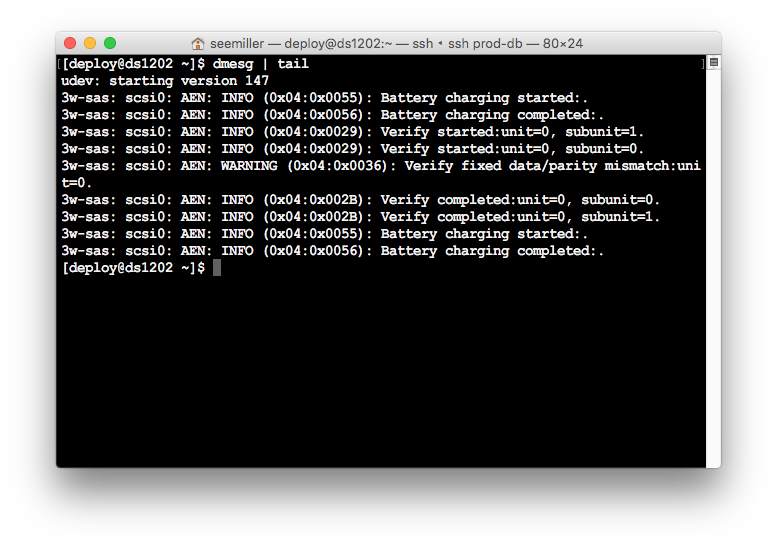 seemiller — deploy@ds1202:~ — ssh ◂ ssh prod-db — 80×24
[deploy@ds1202 ~]$ dmesg | tail
udev: starting version 147
3w-sas: scsi0: AEN: INFO (0x04:0x0055): Battery charging started:.
3w-sas: scsi0: AEN: INFO (0x04:0x0056): Battery charging completed:.
3w-sas: scsi0: AEN: INFO (0x04:0x0029): Verify started:unit=0, subunit=1.
3w-sas: scsi0: AEN: INFO (0x04:0x0029): Verify started:unit=0, subunit=0.
3w-sas: scsi0: AEN: WARNING (0x04:0x0036): Verify fixed data/parity mismatch:uni
t=0.
3w-sas: scsi0: AEN: INFO (0x04:0x002B): Verify completed:unit=0, subunit=0.
3w-sas: scsi0: AEN: INFO (0x04:0x002B): Verify completed:unit=0, subunit=1.
3w-sas: scsi0: AEN: INFO (0x04:0x0055): Battery charging started:.
3w-sas: scsi0: AEN: INFO (0x04:0x0056): Battery charging completed:.
[deploy@ds1202 ~]$